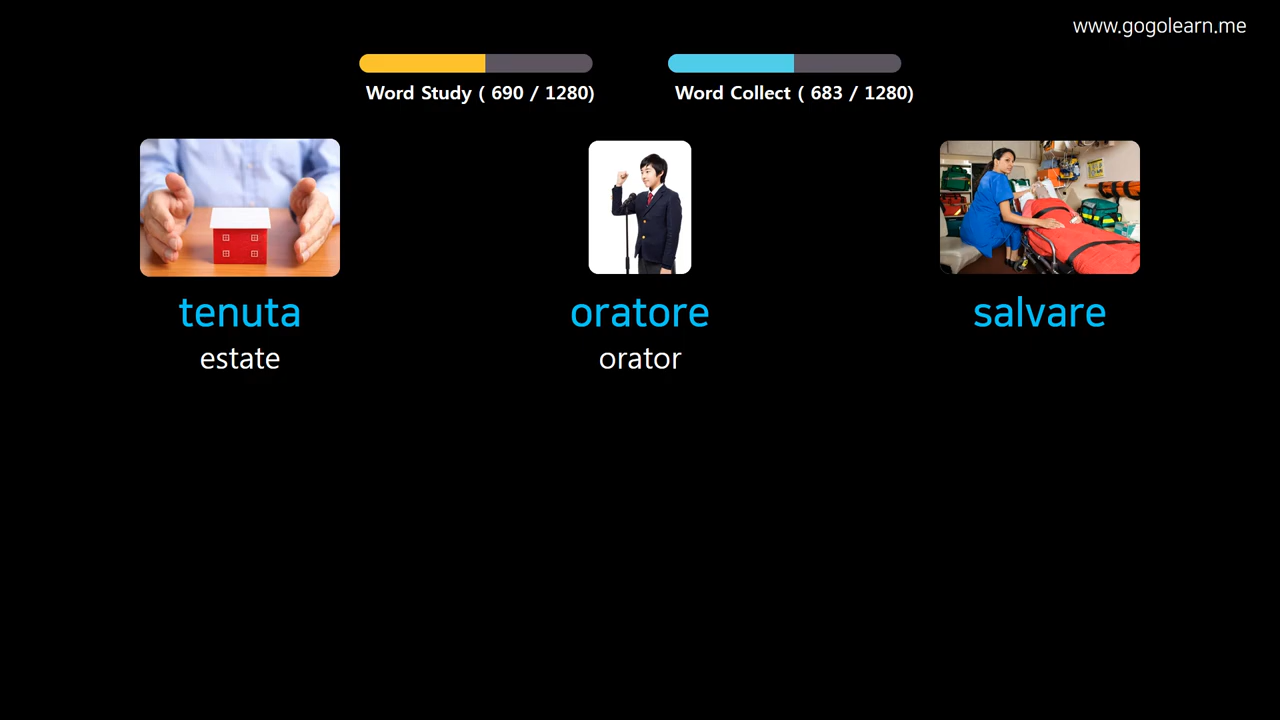 www.gogolearn.me
Word Study ( 690 / 1280)
Word Collect ( 683 / 1280)
tenuta
oratore
salvare
estate
orator